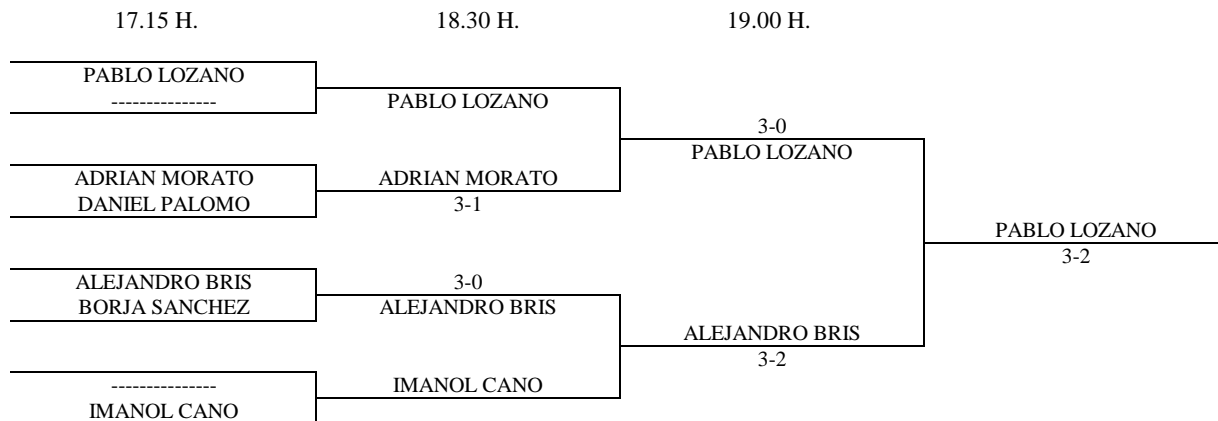 17.15 H.
18.30 H.
19.00 H.
PABLO LOZANO
---------------
PABLO LOZANO
3-0
PABLO LOZANO
ADRIAN MORATO
DANIEL PALOMO
ADRIAN MORATO
3-1
PABLO LOZANO
3-2
ALEJANDRO BRIS
BORJA SANCHEZ
3-0
ALEJANDRO BRIS
ALEJANDRO BRIS
3-2
---------------
IMANOL CANO
IMANOL CANO